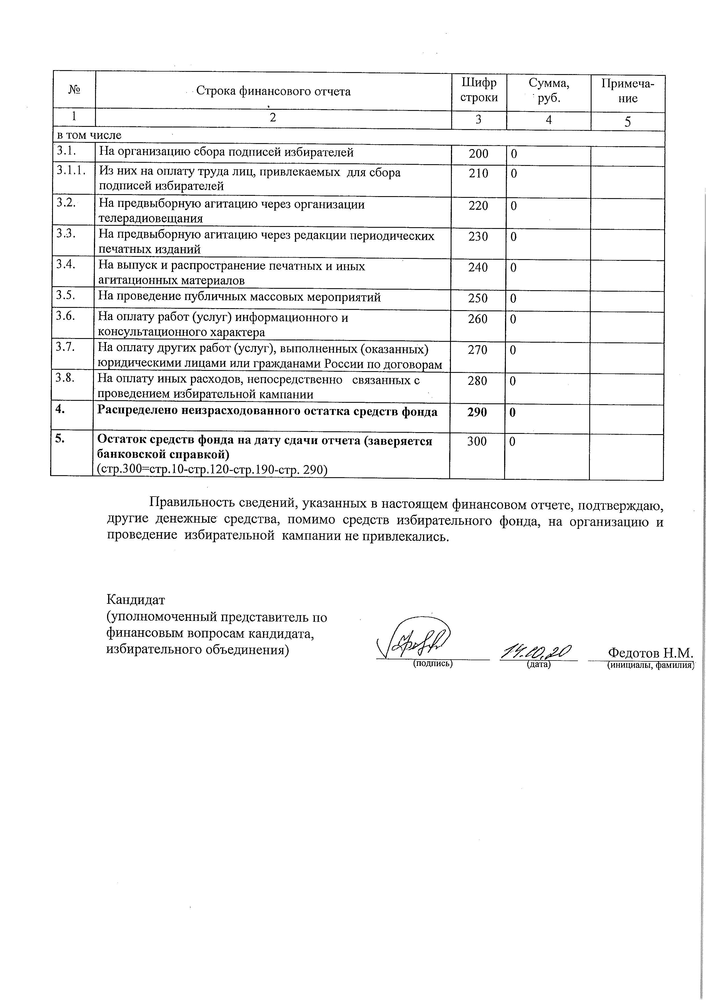 № Строка финансового отчета Шифр строки Сумма, руб. Примеча-ние
1 2 3 4 5
в том числе
3.1. На организацию сбора подписей избирателей 200 0
3.1.1. Из них на оплату труда лиц, привлекаемых для сбора 210 0
подписей избирателей
3.2. На предвыборную агитацию через организации 220 0
телерадиовещания
3.3. На предвыборную агитацию через редакции периодических 230 0
печатных изданий
3.4. На выпуск и распространение печатных и иных 240 0
агитационных материалов
3.5. На проведение публичных массовых мероприятий 250 0
3.6. На оплату работ (услуг) информационного и 260 0
консультационного характера
3.7. На оплату других работ (услуг), выполненных (оказанных) 270 0
юридическими лицами или гражданами России по договорам
3.8. На оплату иных расходов, непосредственно связанных с 280 0
проведением избирательной кампании
4. Распределено неизрасходованного остатка средств фонда 290 0
5. Остаток средств фонда на дату сдачи отчета (заверяется 300 0
банковской справкой)
(стр.300=стр.10-стр.120-стр.190-стр. 290)
Правильность сведений, указанных в настоящем финансовом отчете, подтверждаю,
другие денежные средства, помимо средств избирательного фонда, на организацию и
проведение избирательной кампании не привлекались.
Кандидат
(уполномоченный представитель по
финансовым вопросам кандидата,
избирательного объединения)
14.10.20 Федотов Н.М.
(подпись) (дата) (инициалы, фамилия)